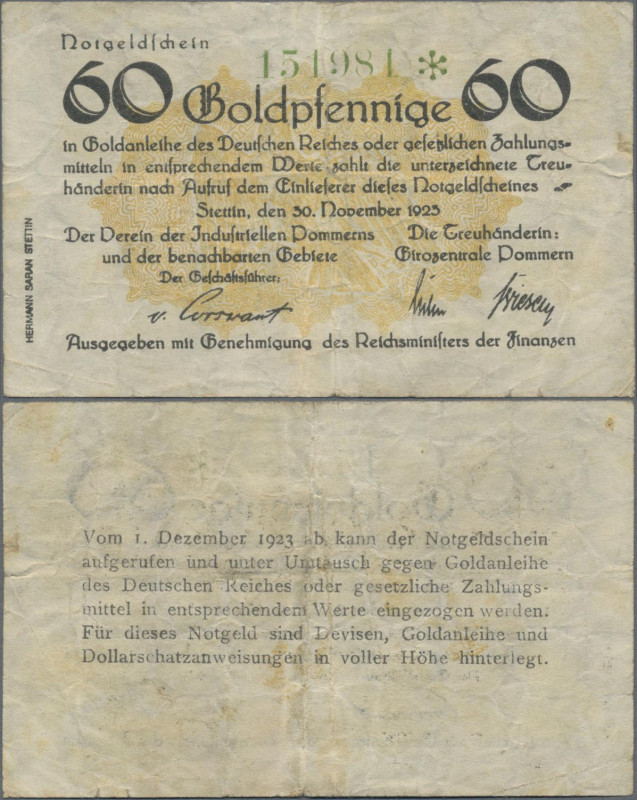 Notgeldschein
151981 *
60 Goldpfennige 60
in Goldanleihe des Deutschen Reiches oder gesetzlichen Zahlungs-
mitteln in entsprechendem Werte zahlt die unterzeichnete Treu-
händerin nach Aufruf dem Einlieferer dieses Notgeldscheines
Stettin, den 30. November 1923
Der Verein der Industriellen Pommerns Die Treuhänderin:
und der benachbarten Gebiete Girozentrale Pommern
Der Geschäftsführer:
Ausgegeben mit Genehmigung des Reichsministers der Finanzen
HERMANN SARAN STETTIN
Vom 1. Dezember 1923 ab kann der Notgeldschein
aufgerufen und unter Umtausch gegen Goldanleihe
des Deutschen Reiches oder gesetzliche Zahlungs-
mittel in entsprechendem Werte eingezogen werden.
Für dieses Notgeld sind Devisen, Goldanleihe und
Dollarschatzanweisungen in voller Höhe hinterlegt.